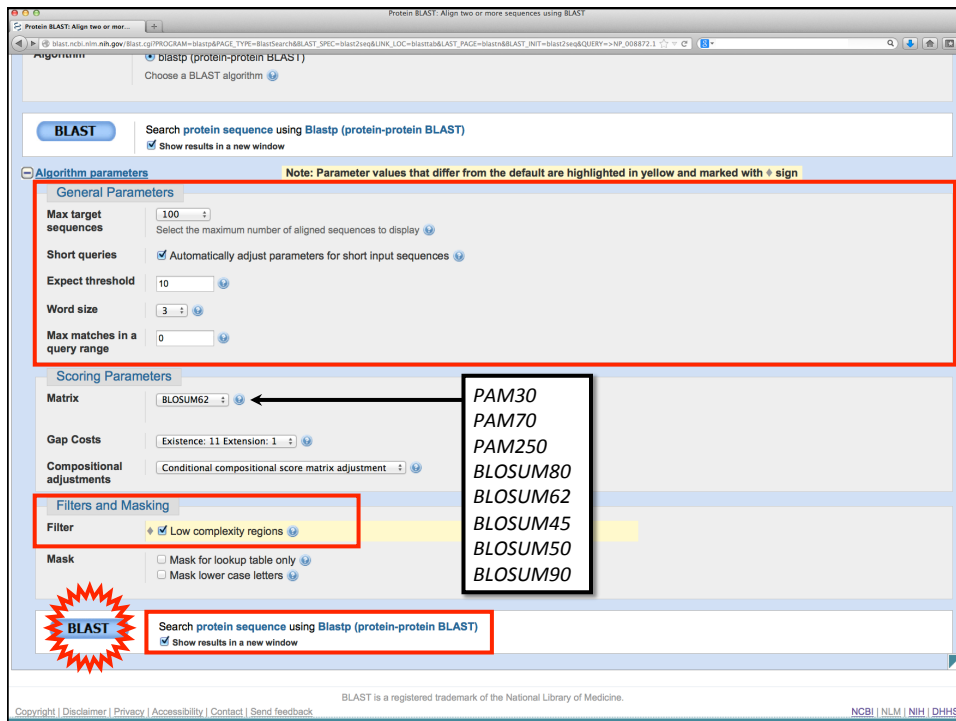 Protein BLAST: Align two or more sequences using BLAST
Protein BLAST: Align two or mor...
blast.ncbi.nlm.nih.gov/Blast.cgi?PROGRAM=blastp&PAGE_TYPE=BlastSearch&BLAST_SPEC=blast2seq&LINK_LOC=blasttab&LAST_PAGE=blastn&BLAST_INIT=blast2seq&QUERY=>NP_008872.1
Algorithm
blastp (protein-protein BLAST)
Choose a BLAST algorithm
BLAST
Search protein sequence using Blastp (protein-protein BLAST)
Show results in a new window
Algorithm parameters
Note: Parameter values that differ from the default are highlighted in yellow and marked with ♦ sign
General Parameters
Max target sequences
100
Select the maximum number of aligned sequences to display
Short queries
Automatically adjust parameters for short input sequences
Expect threshold
10
Word size
3
Max matches in a query range
0
Scoring Parameters
Matrix
BLOSUM62
PAM30
PAM70
PAM250
BLOSUM80
BLOSUM62
BLOSUM45
BLOSUM50
BLOSUM90
Gap Costs
Existence: 11 Extension: 1
Compositional adjustments
Conditional compositional score matrix adjustment
Filters and Masking
Filter
♦ Low complexity regions
Mask
Mask for lookup table only
Mask lower case letters
BLAST
Search protein sequence using Blastp (protein-protein BLAST)
Show results in a new window
BLAST is a registered trademark of the National Library of Medicine.
Copyright | Disclaimer | Privacy | Accessibility | Contact | Send feedback
NCBI | NLM | NIH | DHHS